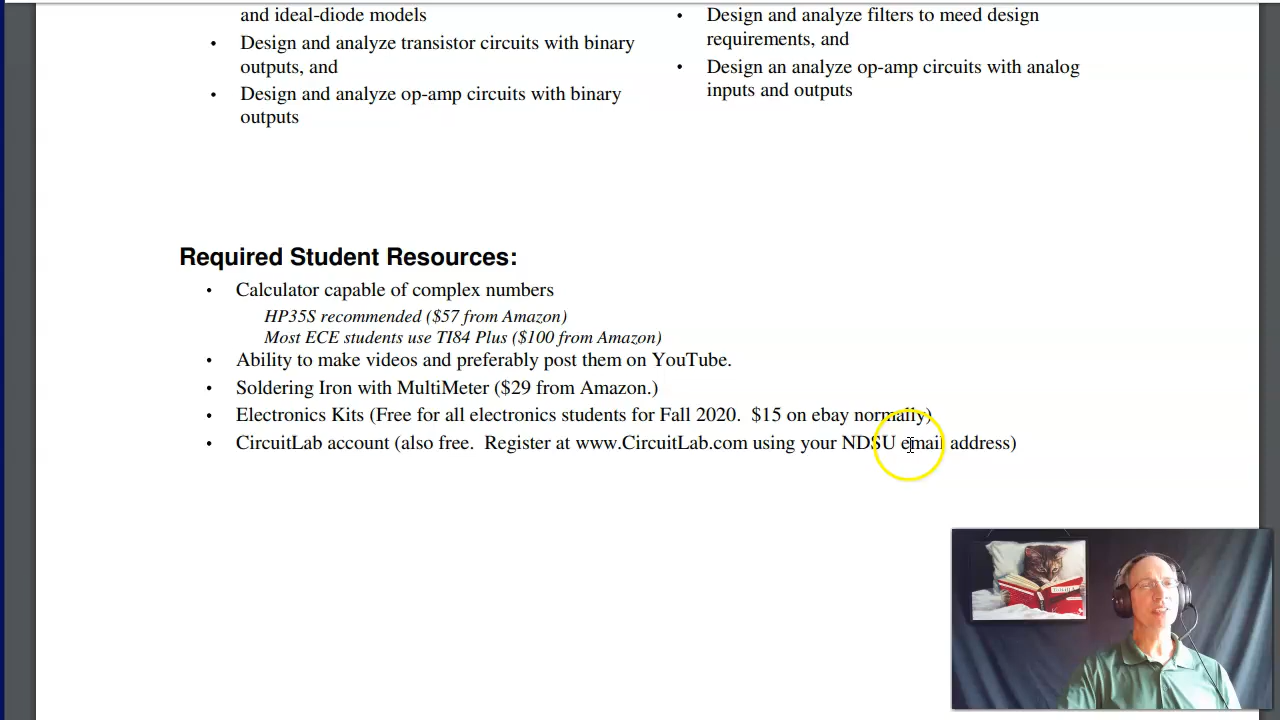 and ideal-diode models
• Design and analyze transistor circuits with binary
outputs, and
• Design and analyze op-amp circuits with binary
outputs
• Design and analyze filters to meed design
requirements, and
• Design an analyze op-amp circuits with analog
inputs and outputs
Required Student Resources:
• Calculator capable of complex numbers
HP35S recommended ($57 from Amazon)
Most ECE students use TI84 Plus ($100 from Amazon)
• Ability to make videos and preferably post them on YouTube.
• Soldering Iron with MultiMeter ($29 from Amazon.)
• Electronics Kits (Free for all electronics students for Fall 2020. $15 on ebay normally)
• CircuitLab account (also free. Register at www.CircuitLab.com using your NDSU email address)